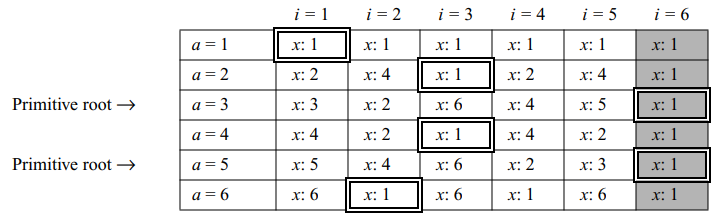 i = 1 i = 2 i = 3 i = 4 i = 5 i = 6
a = 1 x: 1 x: 1 x: 1 x: 1 x: 1 x: 1
a = 2 x: 2 x: 4 x: 1 x: 2 x: 4 x: 1
Primitive root → a = 3 x: 3 x: 2 x: 6 x: 4 x: 5 x: 1
a = 4 x: 4 x: 2 x: 1 x: 4 x: 2 x: 1
Primitive root → a = 5 x: 5 x: 4 x: 6 x: 2 x: 3 x: 1
a = 6 x: 6 x: 1 x: 6 x: 1 x: 6 x: 1